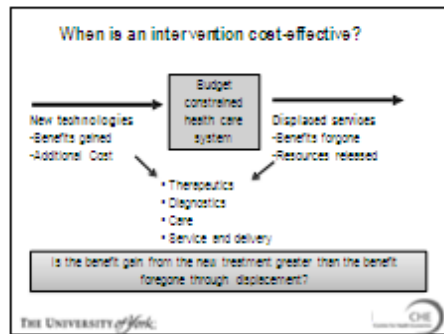 When is an intervention cost-effective?
Budget
constrained
health care
system
New technologies
-Benefits gained
-Additional Cost
Displaced services
-Benefits forgone
-Resources released
• Therapeutics
• Diagnostics
• Care
• Service and delivery
Is the benefit gain from the new treatment greater than the benefit
foregone through displacement?
THE UNIVERSITY of York
CHE